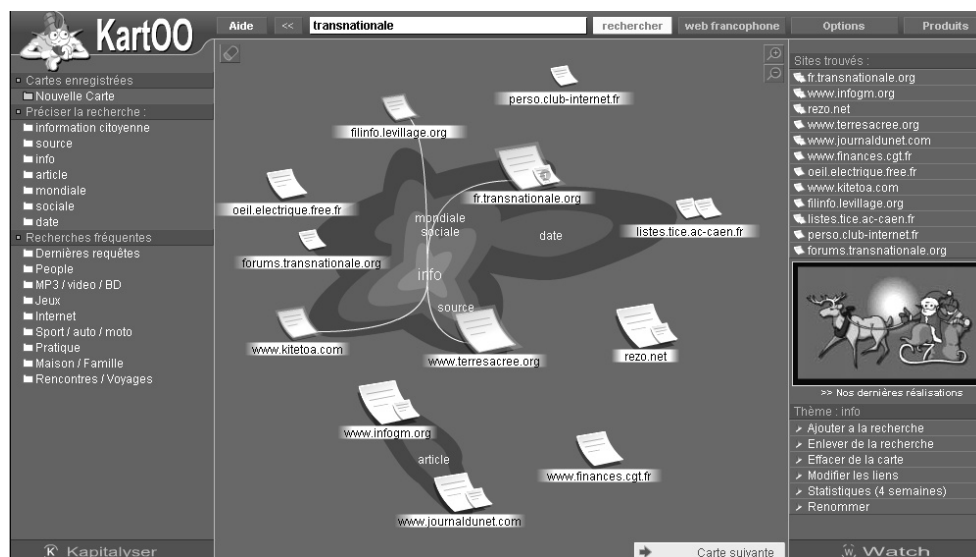 KartOO
Aide
<<
transnationale
rechercher
web francophone
Options
Produits
Cartes enregistrées
Nouvelle Carte
Préciser la recherche :
information citoyenne
source
info
article
mondiale
sociale
date
Recherches fréquentes
Dernières requêtes
People
MP3 / video / BD
Jeux
Internet
Sport / auto / moto
Pratique
Maison / Famille
Rencontres / Voyages
K Kapitalyser
perso.club-internet.fr
filinfo.levillage.org
fr.transnationale.org
oeil.electrique.free.fr
mondiale
sociale
listes.tice.ac-caen.fr
date
forums.transnationale.org
info
source
www.kitetoa.com
www.terresacree.org
rezo.net
www.infogm.org
article
www.finances.cgt.fr
www.journaldunet.com
Carte suivante
Sites trouvés :
fr.transnationale.org
www.infogm.org
rezo.net
www.terresacree.org
www.journaldunet.com
www.finances.cgt.fr
oeil.electrique.free.fr
www.kitetoa.com
filinfo.levillage.org
listes.tice.ac-caen.fr
perso.club-internet.fr
forums.transnationale.org
>> Nos dernières réalisations
Thème : info
Ajouter a la recherche
Enlever de la recherche
Effacer de la carte
Modifier les liens
Statistiques (4 semaines)
Renommer
W Watch